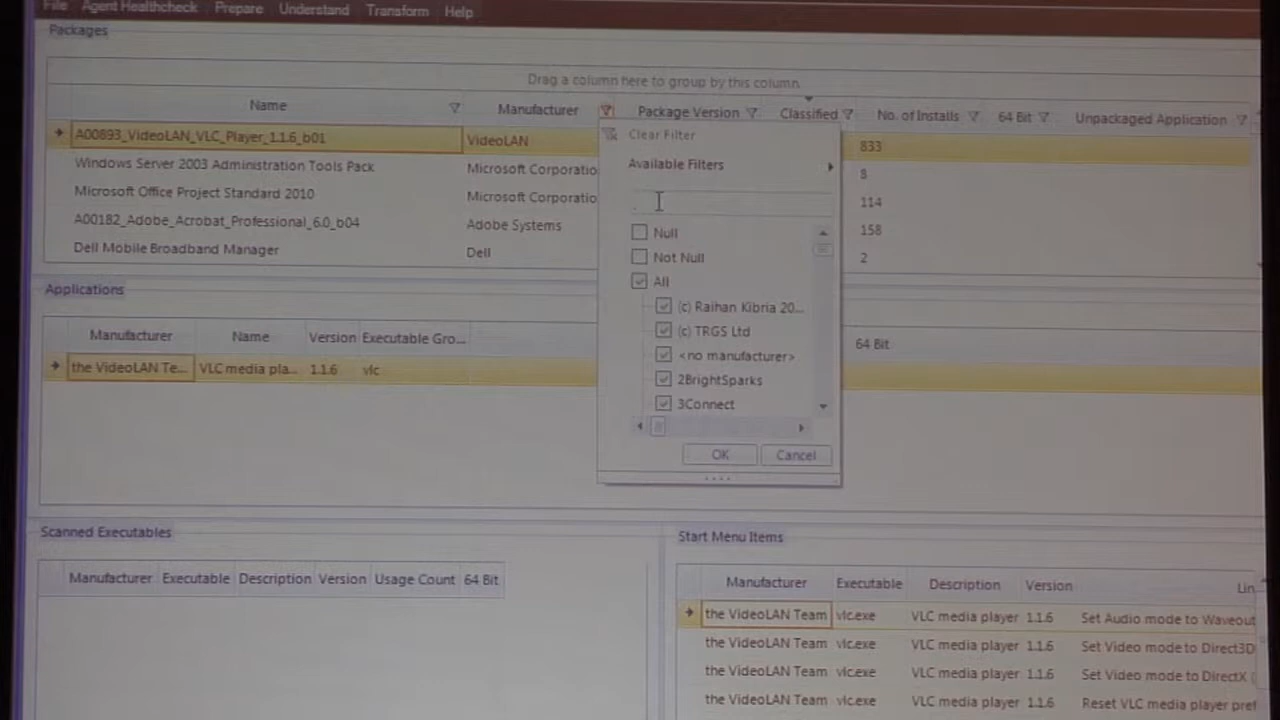 File Agent Healthcheck Prepare Understand Transform Help
Packages
Drag a column here to group by this column.
Name Manufacturer Package Version Classified No. of Installs 64 Bit Unpackaged Application
A00893_VideoLAN_VLC_Player_1.1.6_b01 VideoLAN 833
Windows Server 2003 Administration Tools Pack Microsoft Corporatio 8
Microsoft Office Project Standard 2010 Microsoft Corporatio 114
A00182_Adobe_Acrobat_Professional_6.0_b04 Adobe Systems 158
Dell Mobile Broadband Manager Dell 2
Clear Filter
Available Filters
Null
Not Null
All
(c) Raihan Kibria 20...
(c) TRGS Ltd
<no manufacturer>
2BrightSparks
3Connect
OK Cancel
Applications
Manufacturer Name Version Executable Gro... 64 Bit
the VideoLAN Te... VLC media pla... 1.1.6 vlc
Scanned Executables
Manufacturer Executable Description Version Usage Count 64 Bit
Start Menu Items
Manufacturer Executable Description Version Lin
the VideoLAN Team vlc.exe VLC media player 1.1.6 Set Audio mode to Waveout
the VideoLAN Team vlc.exe VLC media player 1.1.6 Set Video mode to Direct3D
the VideoLAN Team vlc.exe VLC media player 1.1.6 Set Video mode to DirectX (
the VideoLAN Team vlc.exe VLC media player 1.1.6 Reset VLC media player pref